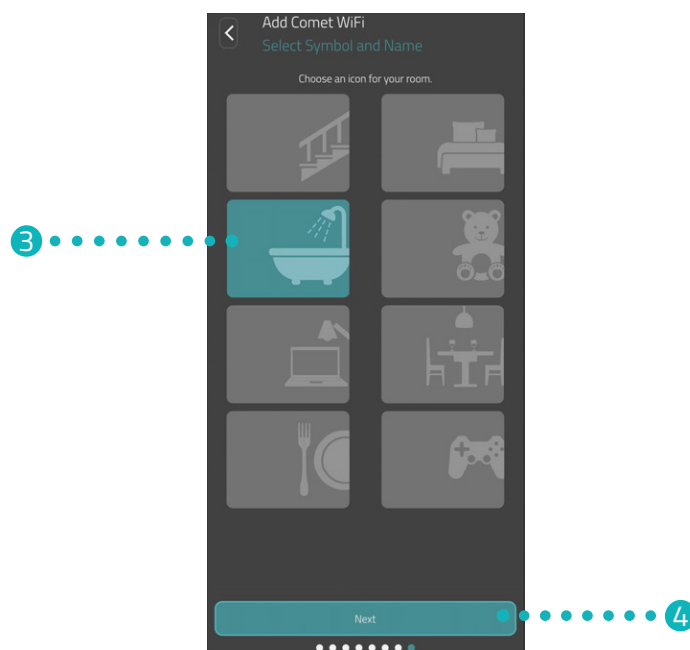 Add Comet WiFi
Select Symbol and Name
Choose an icon for your room.
3
Next
4